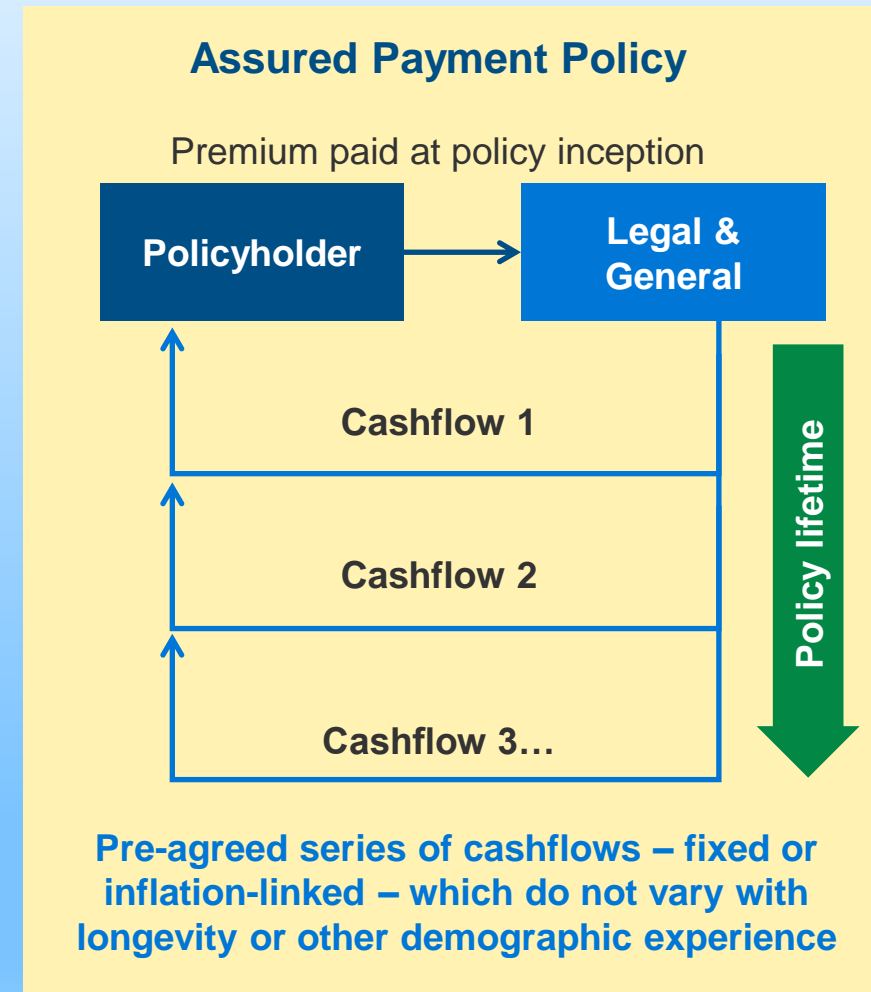 Assured Payment Policy
Premium paid at policy inception
Policyholder
Legal &
General
Cashflow 1
Cashflow 2
Cashflow 3…
Policy lifetime
Pre-agreed series of cashflows – fixed or
inflation-linked – which do not vary with
longevity or other demographic experience